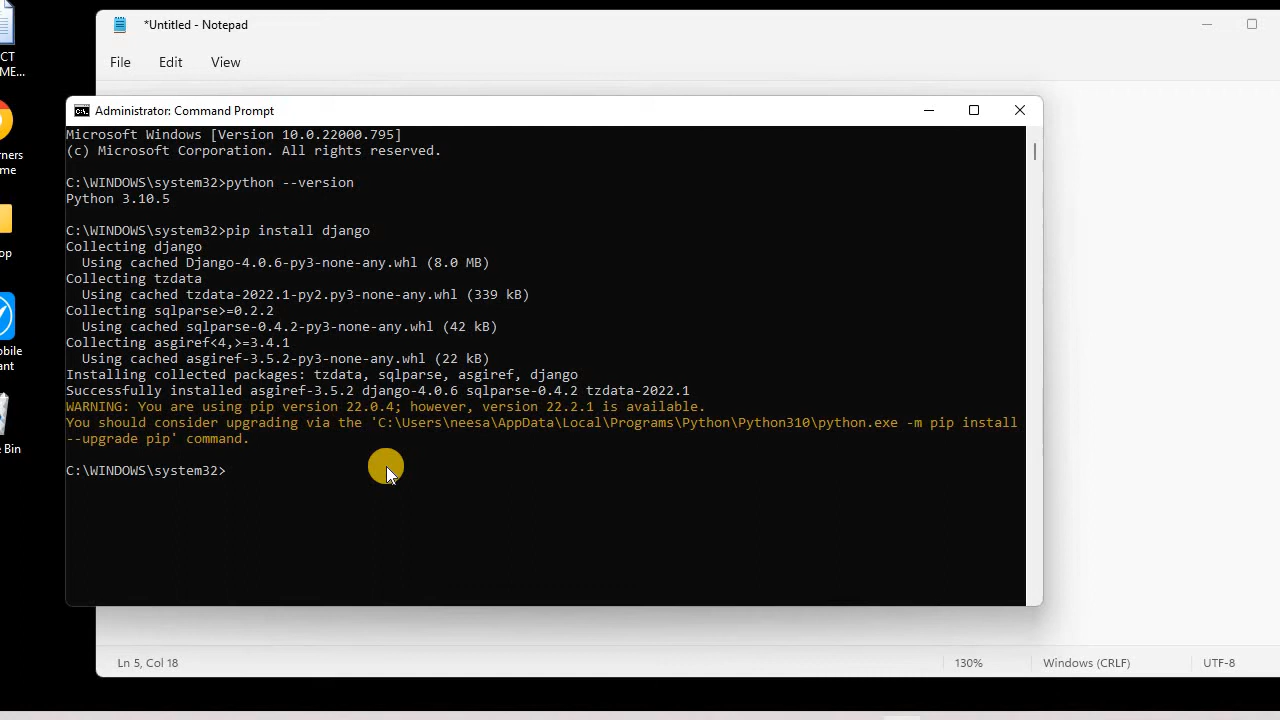 *Untitled - Notepad
File Edit View
CT
ME...
rners
me
op
obile
ant
Bin
Administrator: Command Prompt
Microsoft Windows [Version 10.0.22000.795]
(c) Microsoft Corporation. All rights reserved.
C:\WINDOWS\system32>python --version
Python 3.10.5
C:\WINDOWS\system32>pip install django
Collecting django
Using cached Django-4.0.6-py3-none-any.whl (8.0 MB)
Collecting tzdata
Using cached tzdata-2022.1-py2.py3-none-any.whl (339 kB)
Collecting sqlparse>=0.2.2
Using cached sqlparse-0.4.2-py3-none-any.whl (42 kB)
Collecting asgiref<4,>=3.4.1
Using cached asgiref-3.5.2-py3-none-any.whl (22 kB)
Installing collected packages: tzdata, sqlparse, asgiref, django
Successfully installed asgiref-3.5.2 django-4.0.6 sqlparse-0.4.2 tzdata-2022.1
WARNING: You are using pip version 22.0.4; however, version 22.2.1 is available.
You should consider upgrading via the 'C:\Users\neesa\AppData\Local\Programs\Python\Python310\python.exe -m pip install
--upgrade pip' command.
C:\WINDOWS\system32>
Ln 5, Col 18 130% Windows (CRLF) UTF-8